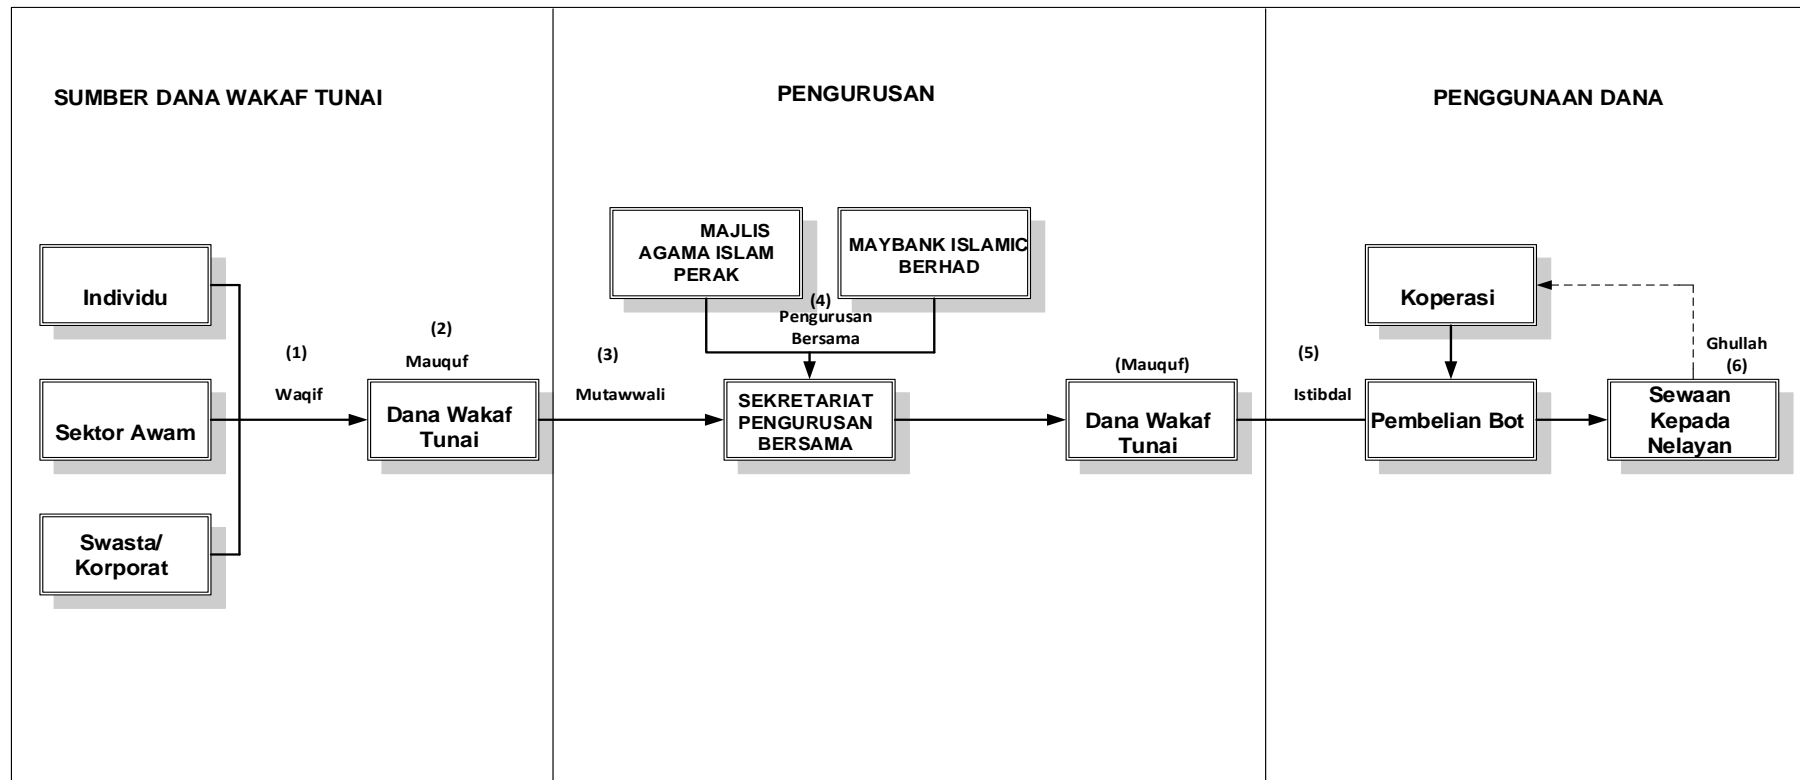 SUMBER DANA WAKAF TUNAI
Individu
Sektor Awam
Swasta/
Korporat
(1)
Waqif
(2)
Mauquf
Dana Wakaf
Tunai
PENGURUSAN
(3)
Mutawwali
MAJLIS
AGAMA ISLAM
PERAK
MAYBANK ISLAMIC
BERHAD
(4)
Pengurusan
Bersama
SEKRETARIAT
PENGURUSAN
BERSAMA
(Mauquf)
Dana Wakaf
Tunai
PENGGUNAAN DANA
(5)
Istibdal
Koperasi
Pembelian Bot
Ghullah
(6)
Sewaan
Kepada
Nelayan